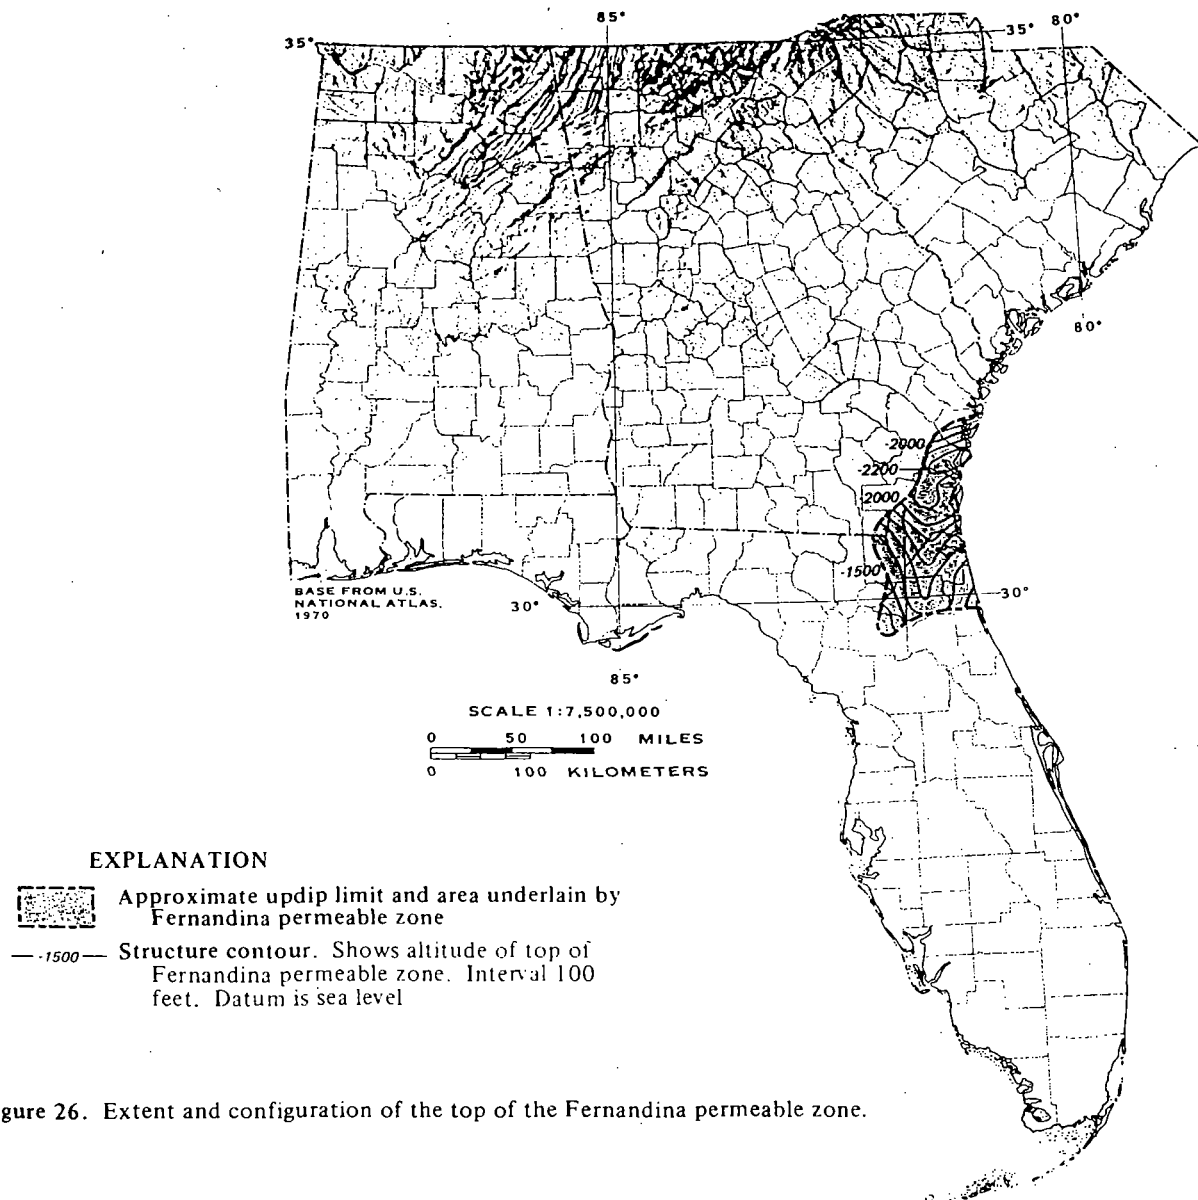 85°
35°
35°
80°
80°
-2000
-2200
2000
-1500
30°
BASE FROM U.S.
NATIONAL ATLAS,
1970
30°
85°
SCALE 1:7,500,000
0 50 100 MILES
0 100 KILOMETERS
EXPLANATION
Approximate updip limit and area underlain by
Fernandina permeable zone
-1500 Structure contour. Shows altitude of top of
Fernandina permeable zone. Interval 100
feet. Datum is sea level
gure 26. Extent and configuration of the top of the Fernandina permeable zone.